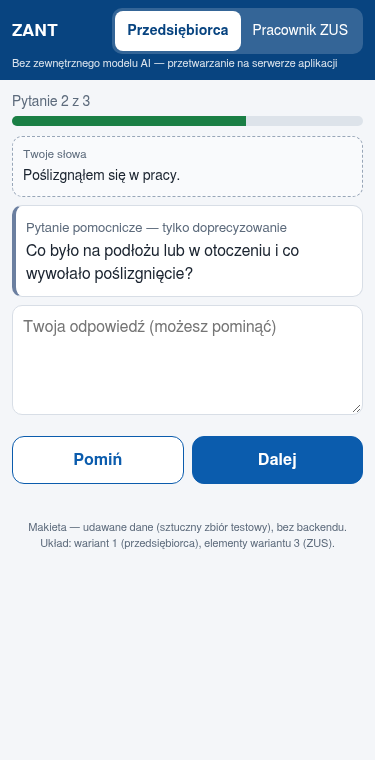 ZANT
Przedsiębiorca
Pracownik ZUS
Bez zewnętrznego modelu AI — przetwarzanie na serwerze aplikacji
Pytanie 2 z 3
Twoje słowa
Poślizgnąłem się w pracy.
Pytanie pomocnicze — tylko doprecyzowanie
Co było na podłożu lub w otoczeniu i co
wywołało poślizgnięcie?
Twoja odpowiedź (możesz pominąć)
Pomiń
Dalej
Makieta — udawane dane (sztuczny zbiór testowy), bez backendu.
Układ: wariant 1 (przedsiębiorca), elementy wariantu 3 (ZUS).